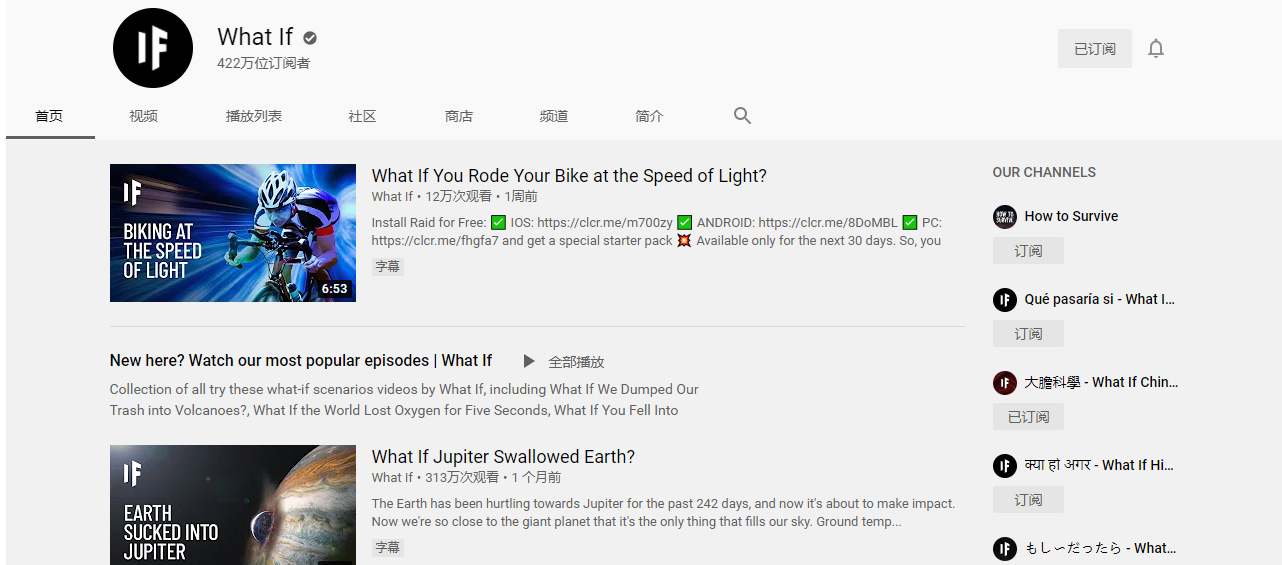 IF
What If
422万位订阅者
已订阅
首页
视频
播放列表
社区
商店
频道
简介
IF
BIKING AT
THE SPEED
OF LIGHT
6:53
What If You Rode Your Bike at the Speed of Light?
What If • 12万次观看 • 1周前
Install Raid for Free: ✅ IOS: https://clcr.me/m700zy ✅ ANDROID: https://clcr.me/8DoMBL ✅ PC:
https://clcr.me/fhgfa7 and get a special starter pack 💥 Available only for the next 30 days. So, you
字幕
New here? Watch our most popular episodes | What If
全部播放
Collection of all try these what-if scenarios videos by What If, including What If We Dumped Our
Trash into Volcanoes?, What If the World Lost Oxygen for Five Seconds, What If You Fell Into
IF
EARTH
SUCKED INTO
JUPITER
What If Jupiter Swallowed Earth?
What If • 313万次观看 • 1 个月前
The Earth has been hurtling towards Jupiter for the past 242 days, and now it's about to make impact.
Now we're so close to the giant planet that it's the only thing that fills our sky. Ground temp...
字幕
OUR CHANNELS
HOW TO
SURVIVE
How to Survive
订阅
IF
Qué pasaría si - What I...
订阅
IF
大膽科學 - What If Chin...
已订阅
IF
क्या हो अगर - What If Hi...
订阅
IF
もし〜だったら - What...